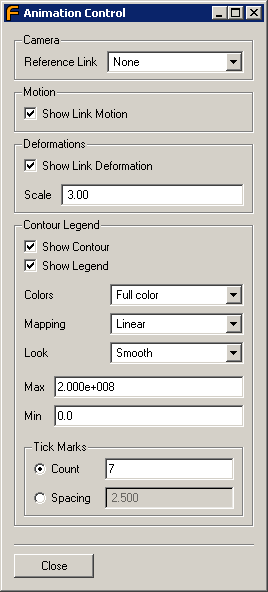 Animation Control
Camera
Reference Link None
Motion
Show Link Motion
Deformations
Show Link Deformation
Scale 3.00
Contour Legend
Show Contour
Show Legend
Colors Full color
Mapping Linear
Look Smooth
Max 2.000e+008
Min 0.0
Tick Marks
Count 7
Spacing 2.500
Close